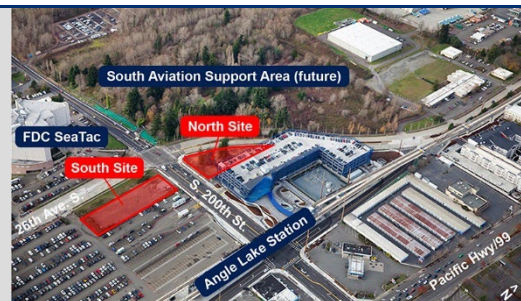 South Aviation Support Area (future)
North Site
FDC SeaTac
South Site
26th Ave. S.
S. 200th St.
Angle Lake Station
Pacific Hwy/99
Z